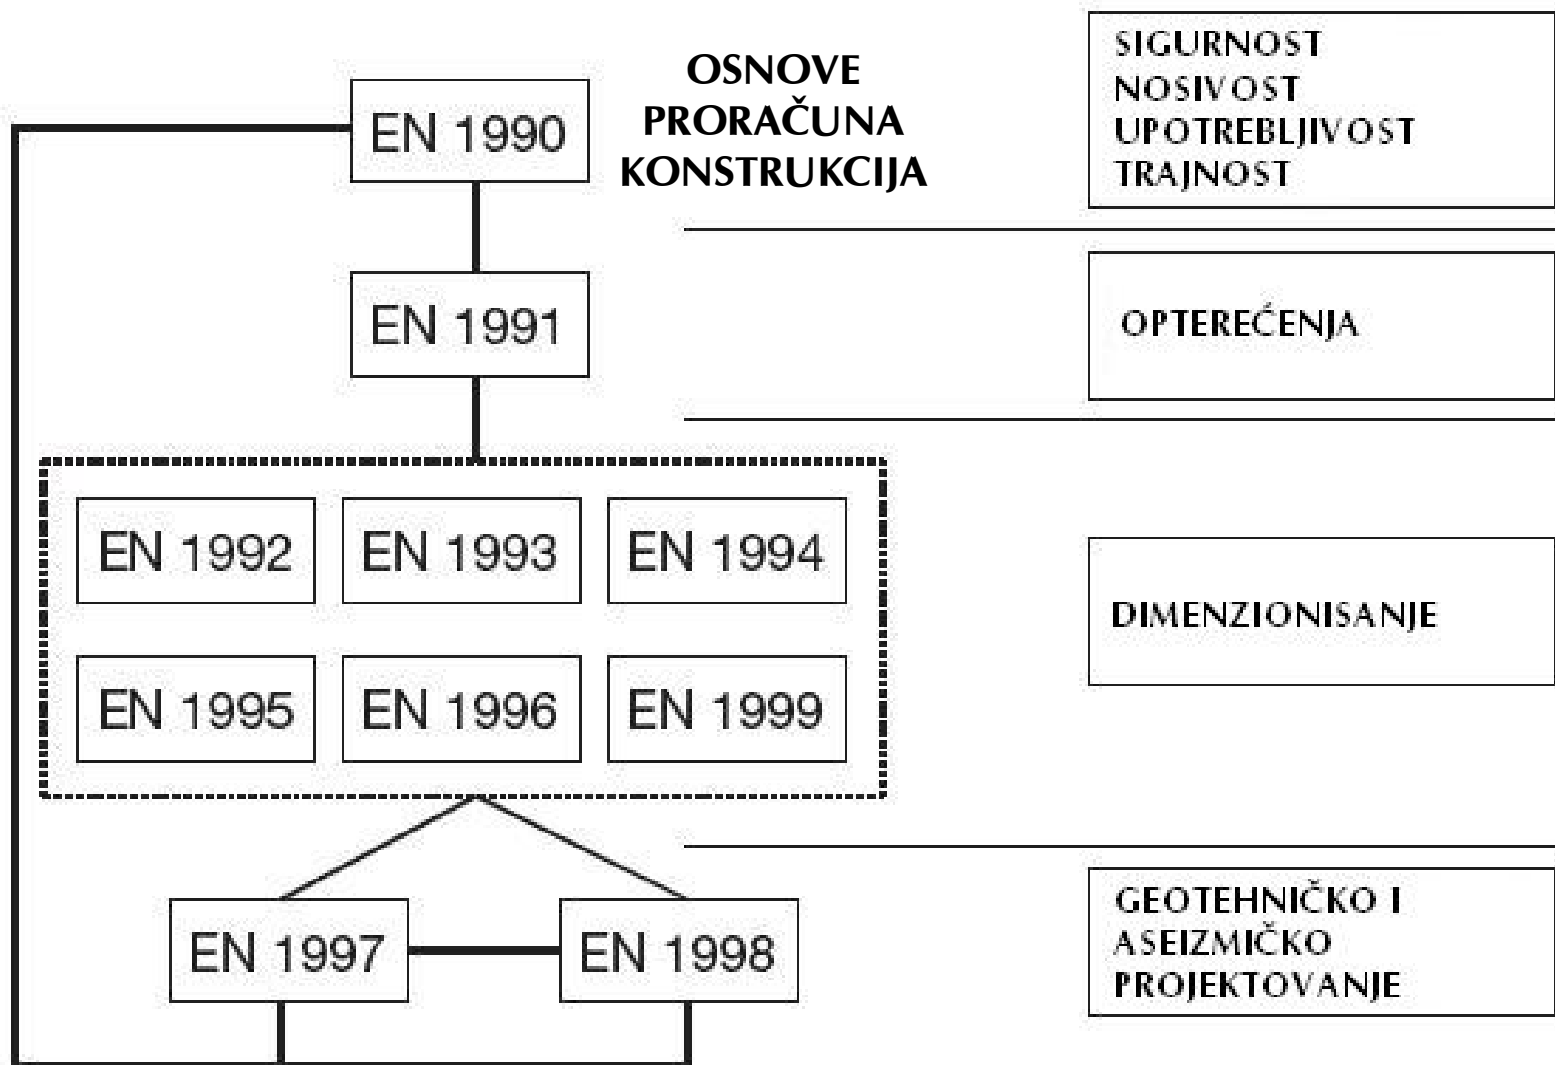 OSNOVE
PRORAČUNA
KONSTRUKCIJA
EN 1990
SIGURNOST
NOSIVOST
UPOTREBLJIVOST
TRAJNOST
EN 1991
OPTEREĆENJA
EN 1992 EN 1993 EN 1994
EN 1995 EN 1996 EN 1999
DIMENZIONISANJE
EN 1997 EN 1998
GEOTEHNIČKO I
ASEIZMIČKO
PROJEKTOVANJE